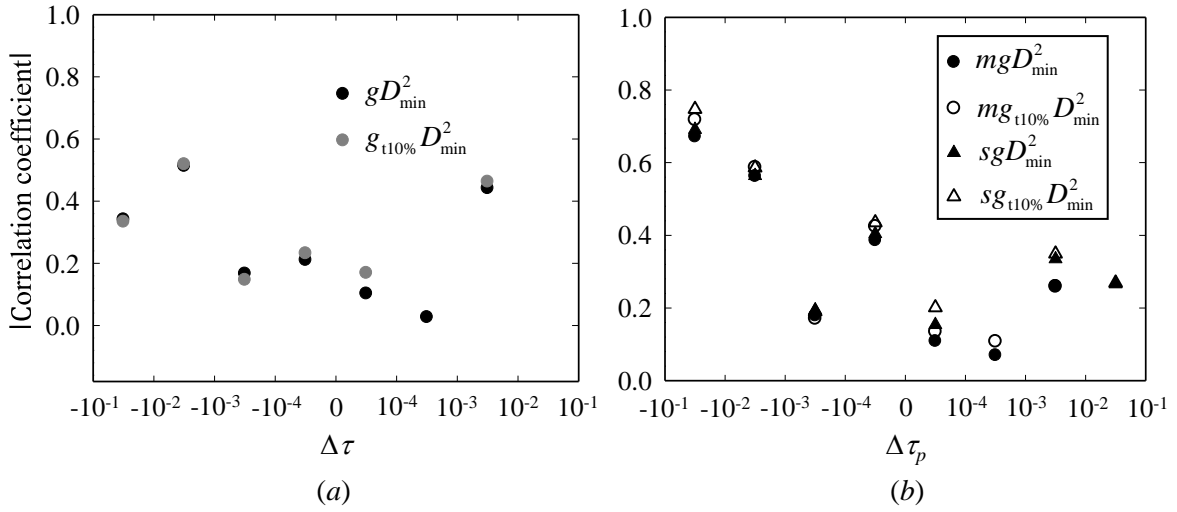 |Correlation coefficient|
1.0
0.8
0.6
0.4
0.2
0.0
gD²min
gt10%D²min
-10⁻¹ -10⁻² -10⁻³ -10⁻⁴ 0 10⁻⁴ 10⁻³ 10⁻² 10⁻¹
Δτ
(a)
1.0
0.8
0.6
0.4
0.2
0.0
mgD²min
mgt10%D²min
sgD²min
sgt10%D²min
-10⁻¹ -10⁻² -10⁻³ -10⁻⁴ 0 10⁻⁴ 10⁻³ 10⁻² 10⁻¹
Δτp
(b)